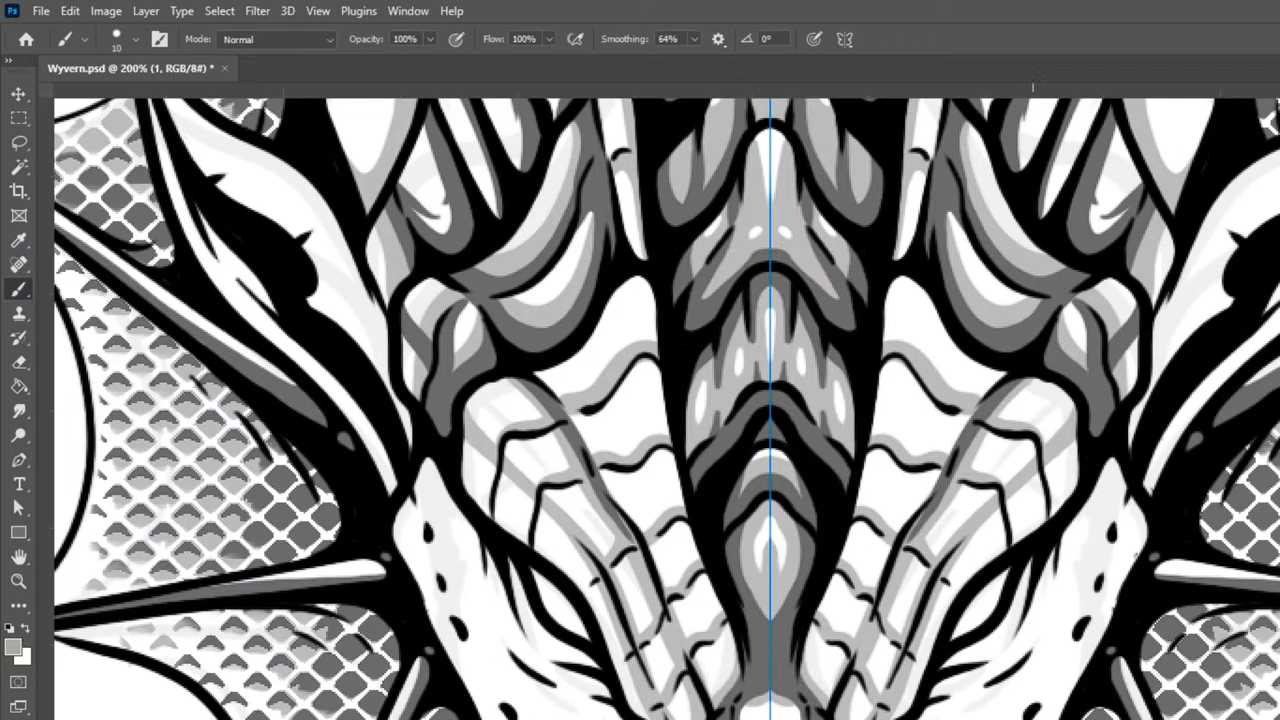 Ps File Edit Image Layer Type Select Filter 3D View Plugins Window Help
10 Mode: Normal Opacity: 100% Flow: 100% Smoothing: 64% 0°
Wyvern.psd @ 200% (1, RGB/8#) * ×